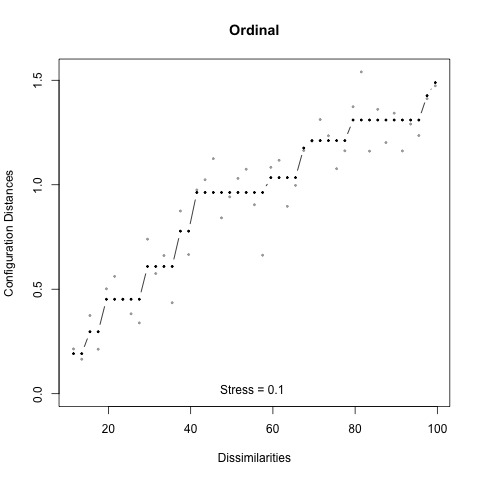 Ordinal
Configuration Distances
1.5
1.0
0.5
0.0
Stress = 0.1
20 40 60 80 100
Dissimilarities